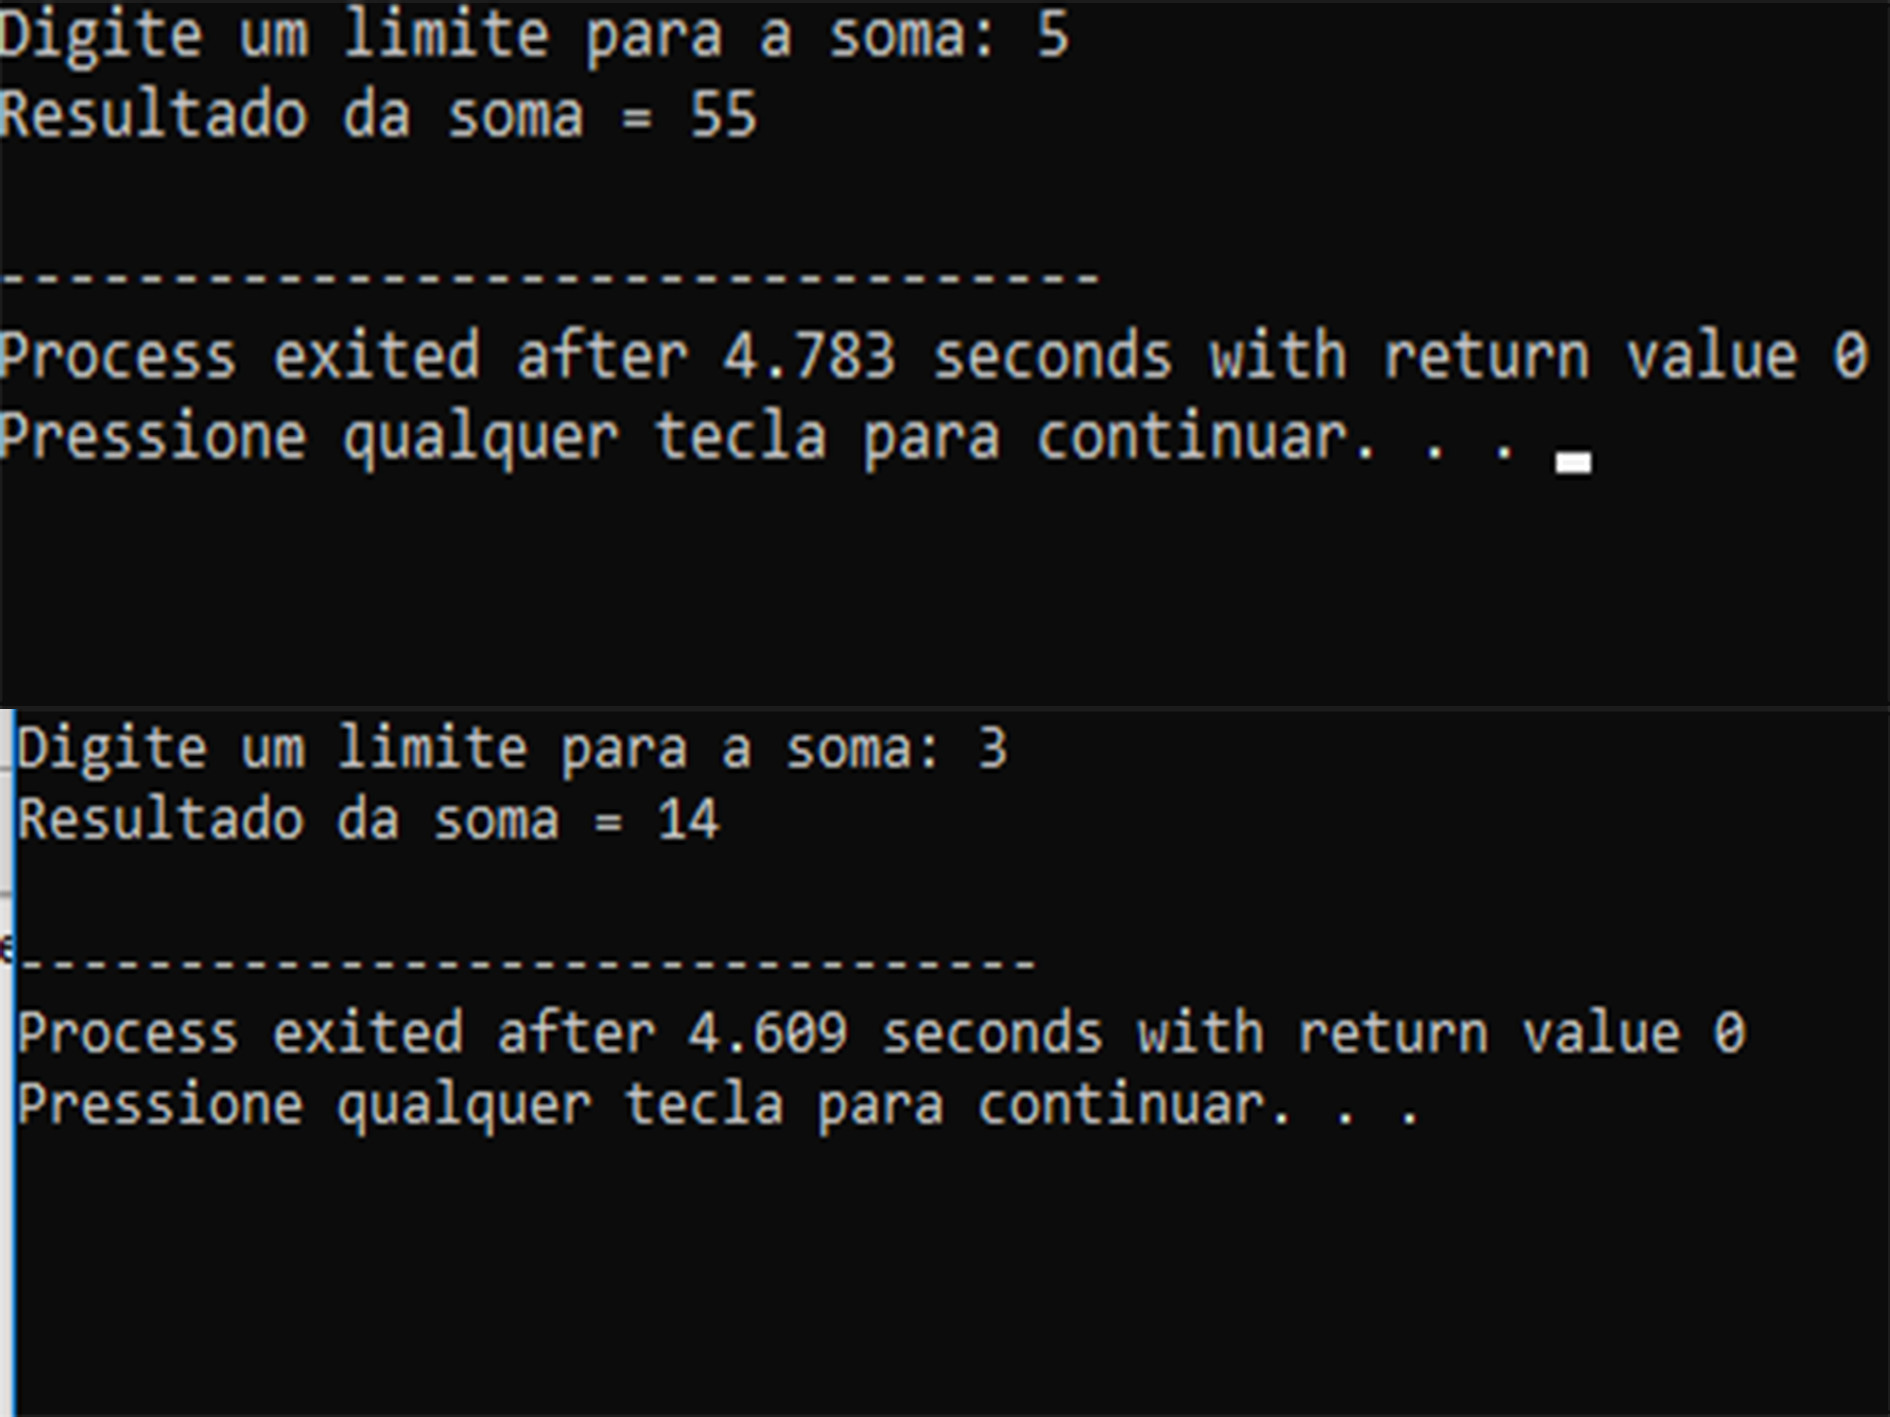 Digite um limite para a soma: 5
Resultado da soma = 55
--------------------------------
Process exited after 4.783 seconds with return value 0
Pressione qualquer tecla para continuar. . .
Digite um limite para a soma: 3
Resultado da soma = 14
e
--------------------------------
Process exited after 4.609 seconds with return value 0
Pressione qualquer tecla para continuar. . .